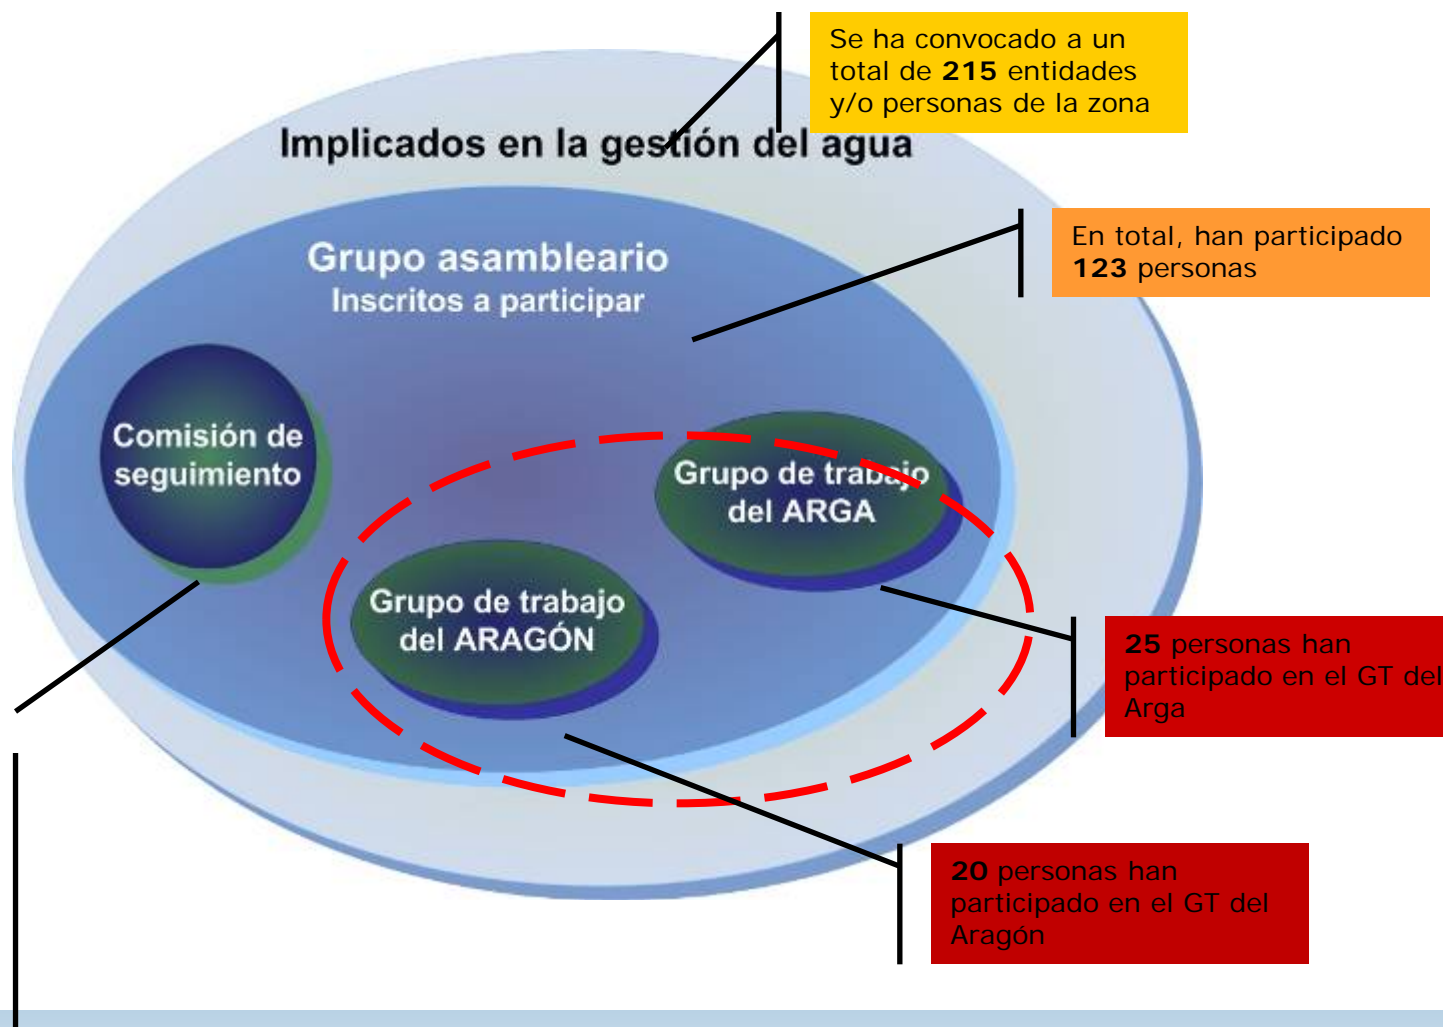 Se ha convocado a un
total de 215 entidades
y/o personas de la zona
Implicados en la gestión del agua
En total, han participado
123 personas
Grupo asambleario
Inscritos a participar
Comisión de
seguimiento
Grupo de trabajo
del ARGA
Grupo de trabajo
del ARAGÓN
25 personas han
participado en el GT del
Arga
20 personas han
participado en el GT del
Aragón